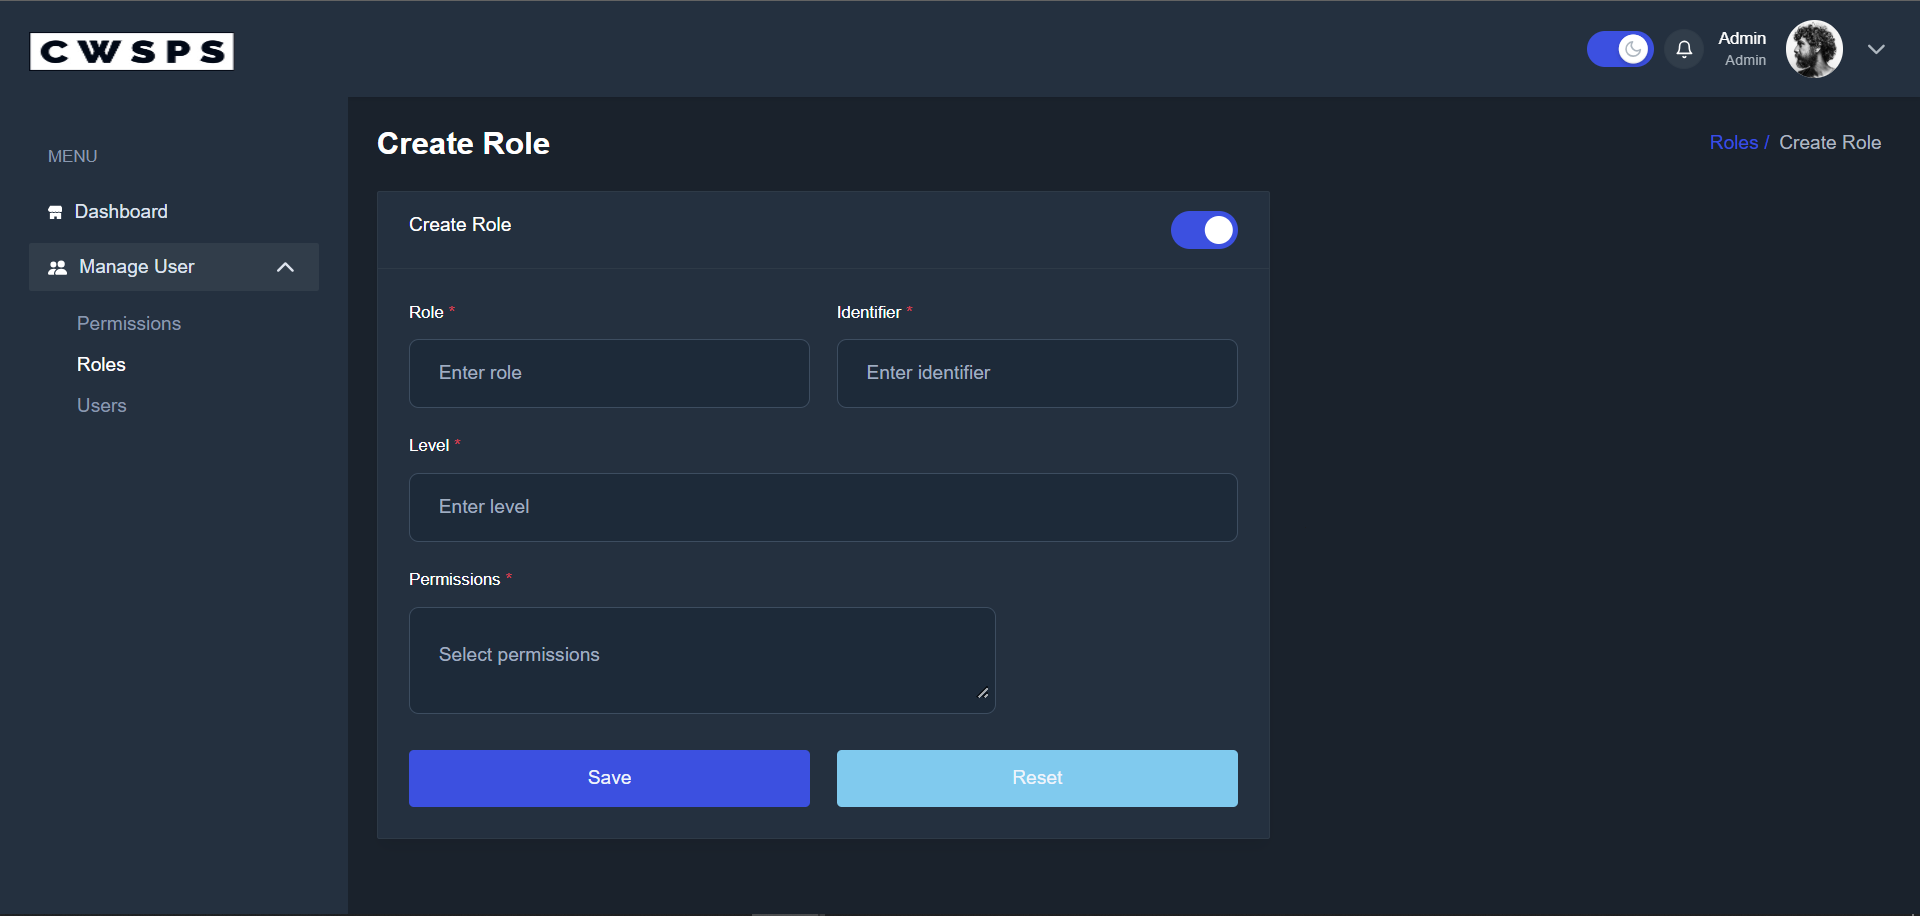 CWSPS
Admin
Admin
MENU
Dashboard
Manage User
Permissions
Roles
Users
Create Role
Roles / Create Role
Create Role
Role *
Identifier *
Enter role
Enter identifier
Level *
Enter level
Permissions *
Select permissions
Save
Reset